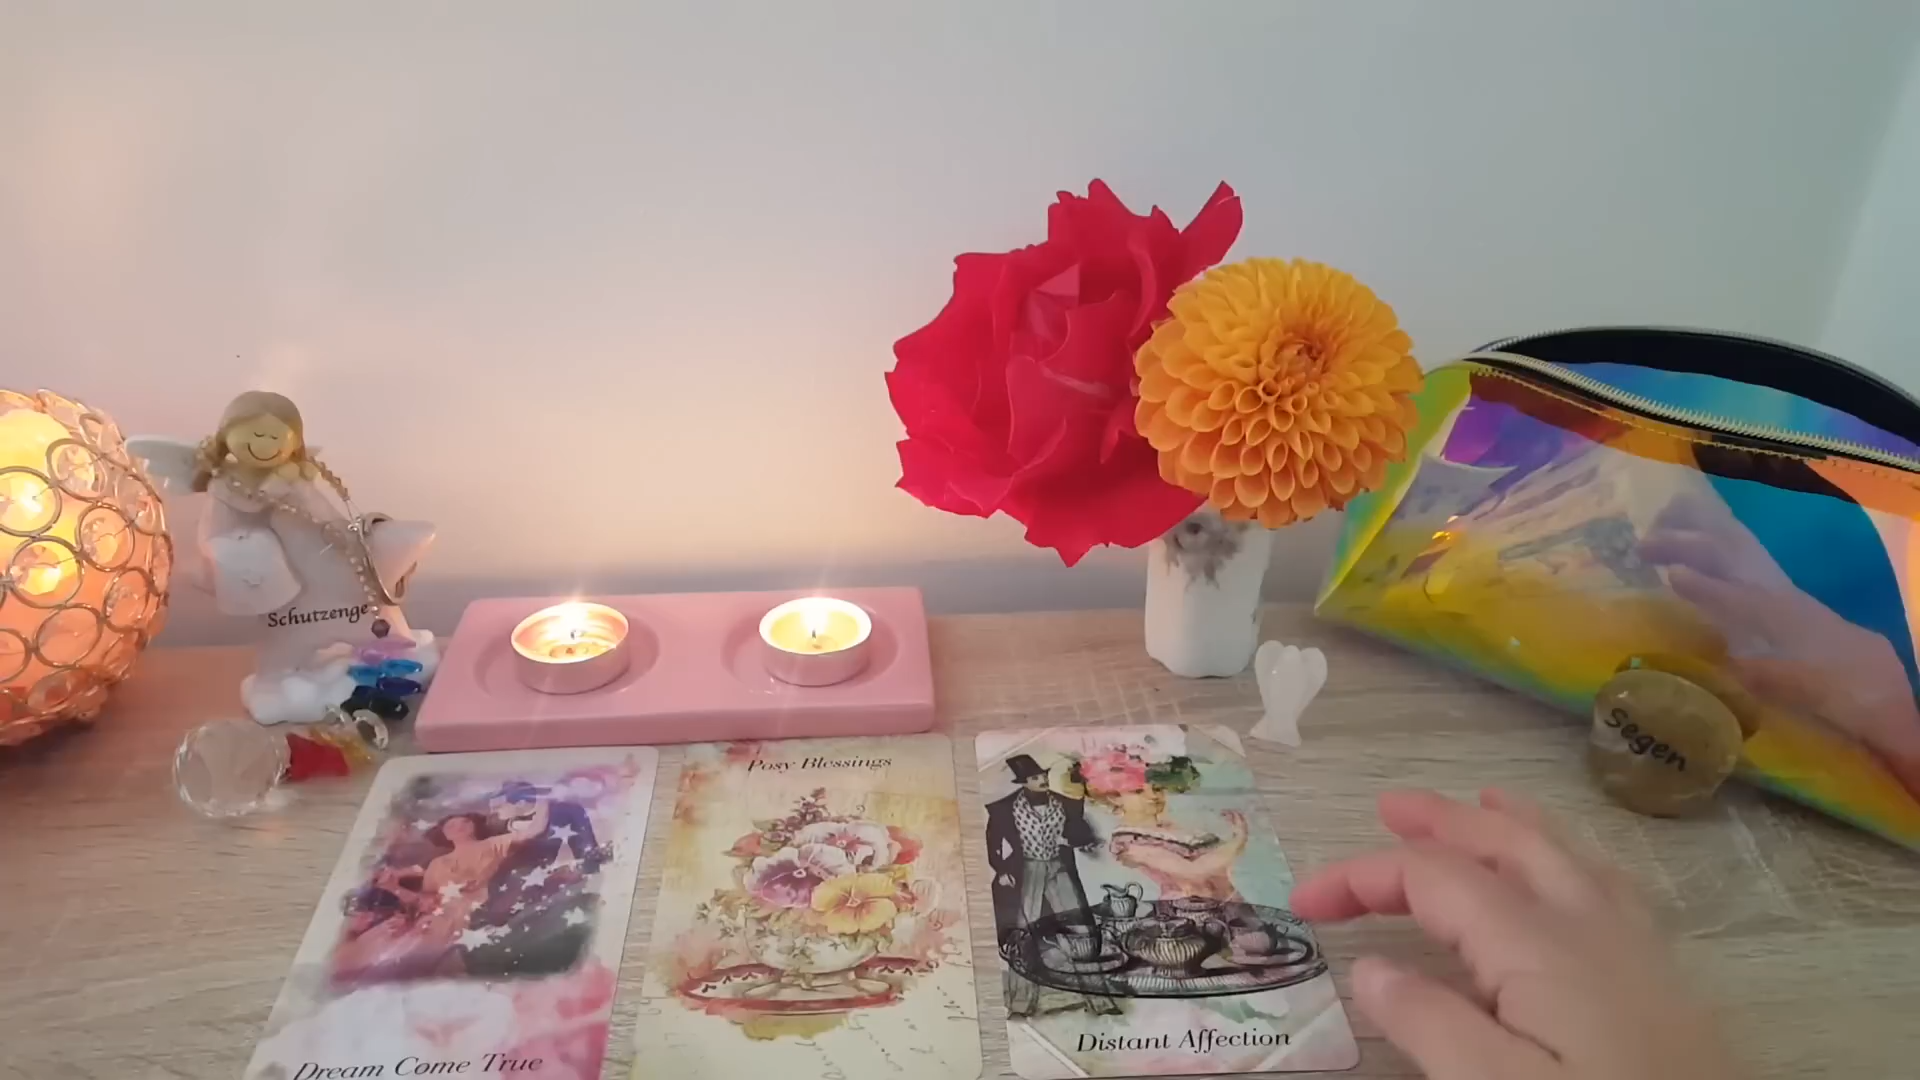 Schutzenge
Segen
Posy Blessings
Distant Affection
Dream Come True